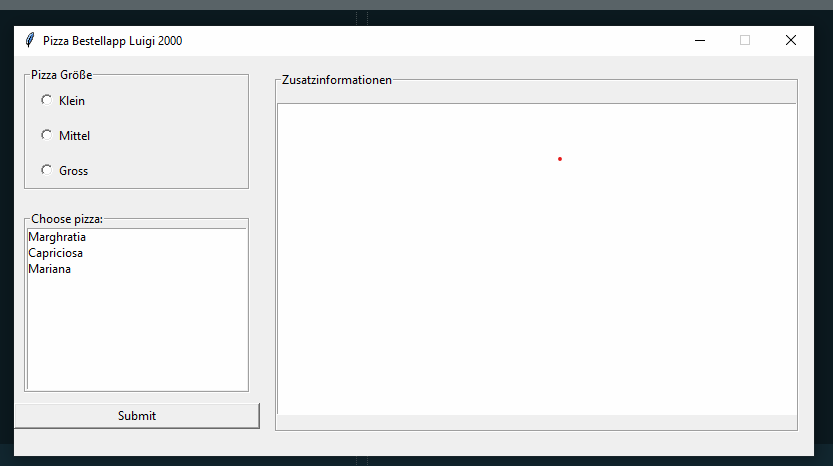 Pizza Bestellapp Luigi 2000
Pizza Größe
Klein
Mittel
Gross
Choose pizza:
Marghratia
Capriciosa
Mariana
Submit
Zusatzinformationen